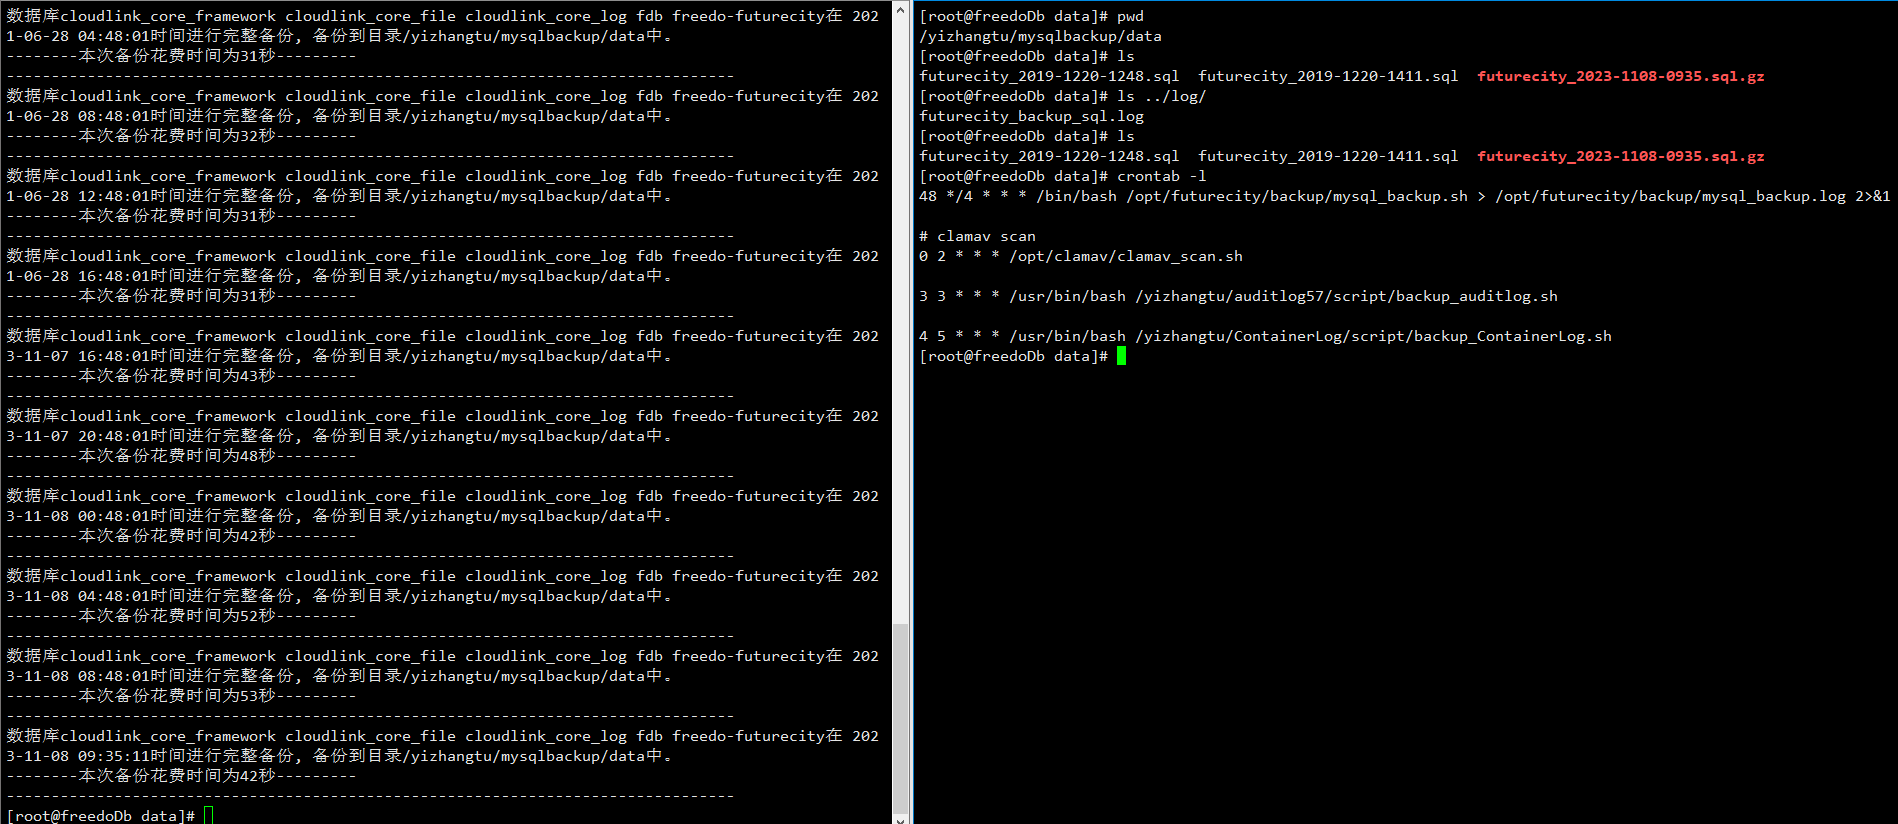 数据库cloudlink_core_framework cloudlink_core_file cloudlink_core_log fdb freedo-futurecity在 202
1-06-28 04:48:01时间进行完整备份, 备份到目录/yizhangtu/mysqlbackup/data中。
--------本次备份花费时间为31秒---------
---------------------------------------------------------------------------------
数据库cloudlink_core_framework cloudlink_core_file cloudlink_core_log fdb freedo-futurecity在 202
1-06-28 08:48:01时间进行完整备份, 备份到目录/yizhangtu/mysqlbackup/data中。
--------本次备份花费时间为32秒---------
---------------------------------------------------------------------------------
数据库cloudlink_core_framework cloudlink_core_file cloudlink_core_log fdb freedo-futurecity在 202
1-06-28 12:48:01时间进行完整备份, 备份到目录/yizhangtu/mysqlbackup/data中。
--------本次备份花费时间为31秒---------
---------------------------------------------------------------------------------
数据库cloudlink_core_framework cloudlink_core_file cloudlink_core_log fdb freedo-futurecity在 202
1-06-28 16:48:01时间进行完整备份, 备份到目录/yizhangtu/mysqlbackup/data中。
--------本次备份花费时间为31秒---------
---------------------------------------------------------------------------------
数据库cloudlink_core_framework cloudlink_core_file cloudlink_core_log fdb freedo-futurecity在 202
3-11-07 16:48:01时间进行完整备份, 备份到目录/yizhangtu/mysqlbackup/data中。
--------本次备份花费时间为43秒---------
---------------------------------------------------------------------------------
数据库cloudlink_core_framework cloudlink_core_file cloudlink_core_log fdb freedo-futurecity在 202
3-11-07 20:48:01时间进行完整备份, 备份到目录/yizhangtu/mysqlbackup/data中。
--------本次备份花费时间为48秒---------
---------------------------------------------------------------------------------
数据库cloudlink_core_framework cloudlink_core_file cloudlink_core_log fdb freedo-futurecity在 202
3-11-08 00:48:01时间进行完整备份, 备份到目录/yizhangtu/mysqlbackup/data中。
--------本次备份花费时间为42秒---------
---------------------------------------------------------------------------------
数据库cloudlink_core_framework cloudlink_core_file cloudlink_core_log fdb freedo-futurecity在 202
3-11-08 04:48:01时间进行完整备份, 备份到目录/yizhangtu/mysqlbackup/data中。
--------本次备份花费时间为52秒---------
---------------------------------------------------------------------------------
数据库cloudlink_core_framework cloudlink_core_file cloudlink_core_log fdb freedo-futurecity在 202
3-11-08 08:48:01时间进行完整备份, 备份到目录/yizhangtu/mysqlbackup/data中。
--------本次备份花费时间为53秒---------
---------------------------------------------------------------------------------
数据库cloudlink_core_framework cloudlink_core_file cloudlink_core_log fdb freedo-futurecity在 202
3-11-08 09:35:11时间进行完整备份, 备份到目录/yizhangtu/mysqlbackup/data中。
--------本次备份花费时间为42秒---------
---------------------------------------------------------------------------------
[root@freedoDb data]#
[root@freedoDb data]# pwd
/yizhangtu/mysqlbackup/data
[root@freedoDb data]# ls
futurecity_2019-1220-1248.sql  futurecity_2019-1220-1411.sql  futurecity_2023-1108-0935.sql.gz
[root@freedoDb data]# ls ../log/
futurecity_backup_sql.log
[root@freedoDb data]# ls
futurecity_2019-1220-1248.sql  futurecity_2019-1220-1411.sql  futurecity_2023-1108-0935.sql.gz
[root@freedoDb data]# crontab -l
48 */4 * * * /bin/bash /opt/futurecity/backup/mysql_backup.sh > /opt/futurecity/backup/mysql_backup.log 2>&1
# clamav scan
0 2 * * * /opt/clamav/clamav_scan.sh
3 3 * * * /usr/bin/bash /yizhangtu/auditlog57/script/backup_auditlog.sh
4 5 * * * /usr/bin/bash /yizhangtu/ContainerLog/script/backup_ContainerLog.sh
[root@freedoDb data]#